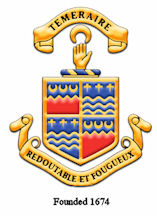 TEMERAIRE
REDOUTABLE ET FOUGUEUX
Founded 1674